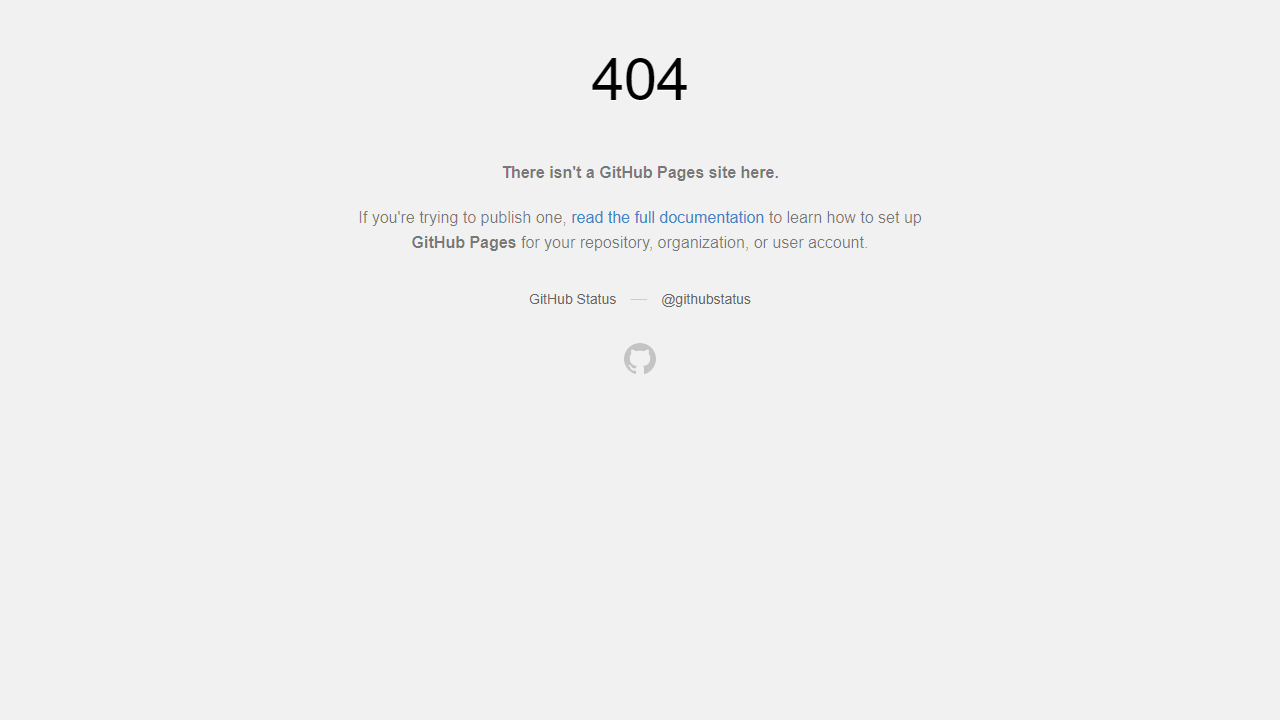 404
There isn't a GitHub Pages site here.
If you're trying to publish one, read the full documentation to learn how to set up
GitHub Pages for your repository, organization, or user account.
GitHub Status — @githubstatus